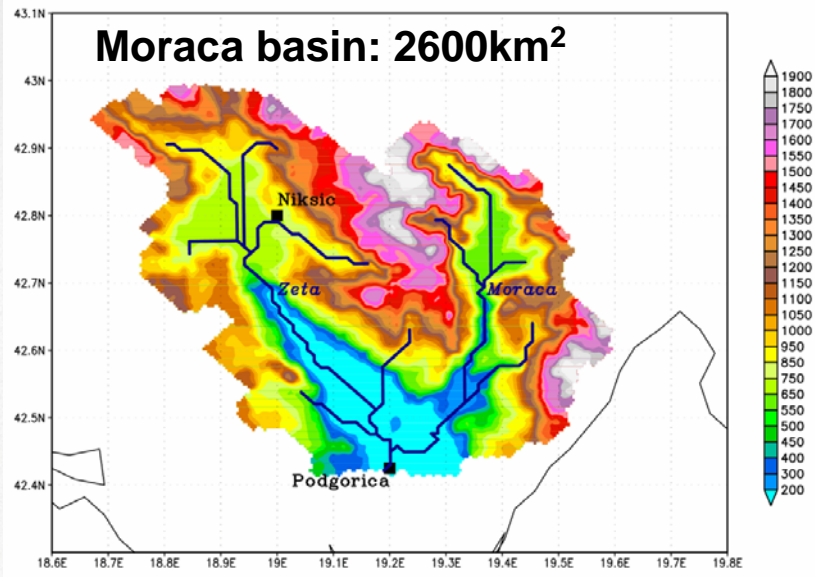 Moraca basin: 2600km²
43.1N
43N
42.9N
42.8N
42.7N
42.6N
42.5N
42.4N
Niksic
Zeta
Moraca
Podgorica
18.6E 18.7E 18.8E 18.9E 19E 19.1E 19.2E 19.3E 19.4E 19.5E 19.6E 19.7E 19.8E
1900
1800
1750
1700
1600
1550
1500
1450
1400
1350
1300
1250
1200
1150
1100
1050
1000
950
850
750
650
550
500
450
400
300
200